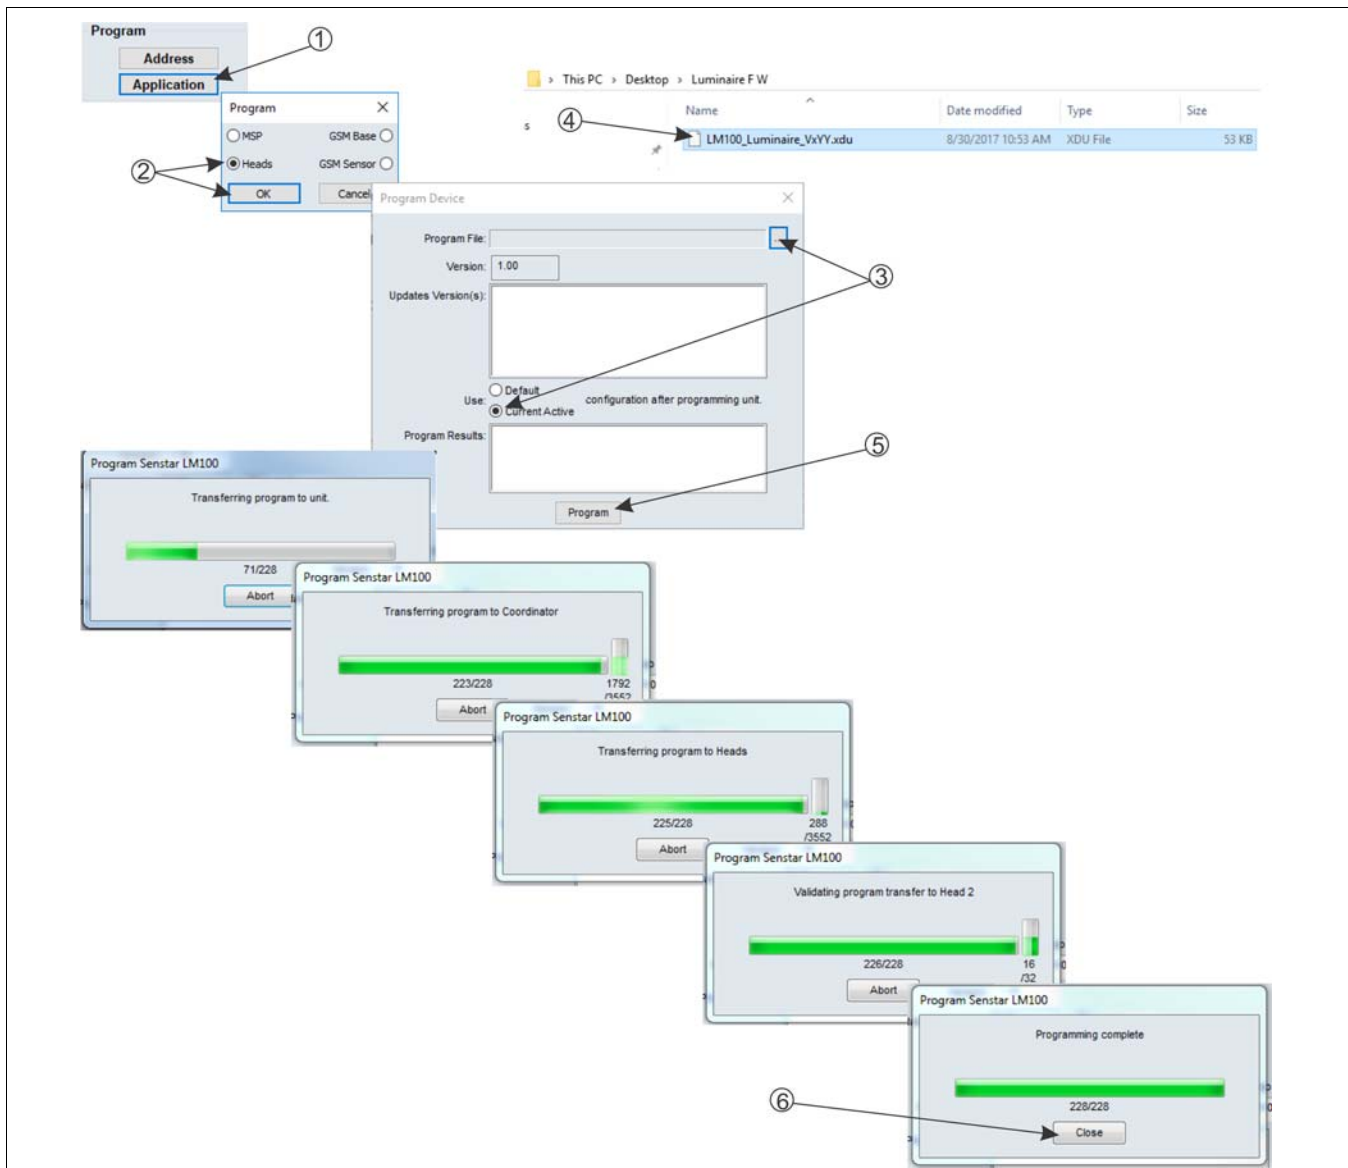 Program
①
Address
Application
Program
MSP
GSM Base
②
Heads
GSM Sensor
OK
Cancel
This PC > Desktop > Luminaire F W
Name
Date modified
Type
Size
s
④
LM100_Luminaire_VxYY.xdu
8/30/2017 10:53 AM
XDU File
53 KB
Program Device
Program File:
...
③
Version:
1.00
Updates Version(s):
Use:
Default
Current Active
configuration after programming unit.
Program Results:
⑤
Program
Program Senstar LM100
Transferring program to unit.
71/228
Abort
Program Senstar LM100
Transferring program to Coordinator
223/228
1792
/3552
Abort
Program Senstar LM100
Transferring program to Heads
225/228
288
/3552
Abort
Program Senstar LM100
Validating program transfer to Head 2
226/228
16
/32
Abort
Program Senstar LM100
Programming complete
228/228
⑥
Close